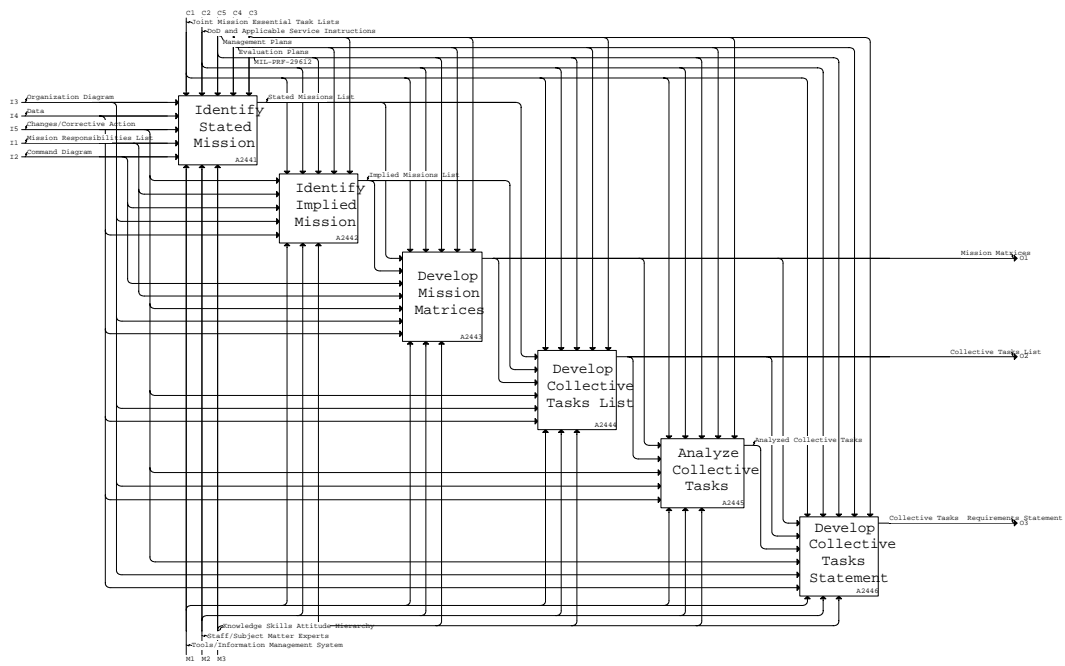 C1 C2 C5 C4 C3
Joint Mission Essential Task Lists
DoD and Applicable Service Instructions
Management Plans
Evaluation Plans
MIL-PRF-29612
I3 Organization Diagram
I4 Data
I5 Changes/Corrective Action
I1 Mission Responsibilities List
I2 Command Diagram
Identify
Stated
Mission
A2441
Stated Missions List
Identify
Implied
Mission
A2442
Implied Missions List
Develop
Mission
Matrices
A2443
Mission Matrices
O1
Develop
Collective
Tasks List
A2444
Collective Tasks List
O2
Analyze
Collective
Tasks
A2445
Analyzed Collective Tasks
Develop
Collective
Tasks
Statement
A2446
Collective Tasks Requirements Statement
O3
Knowledge Skills Attitude Hierarchy
Staff/Subject Matter Experts
Tools/Information Management System
M1 M2 M3